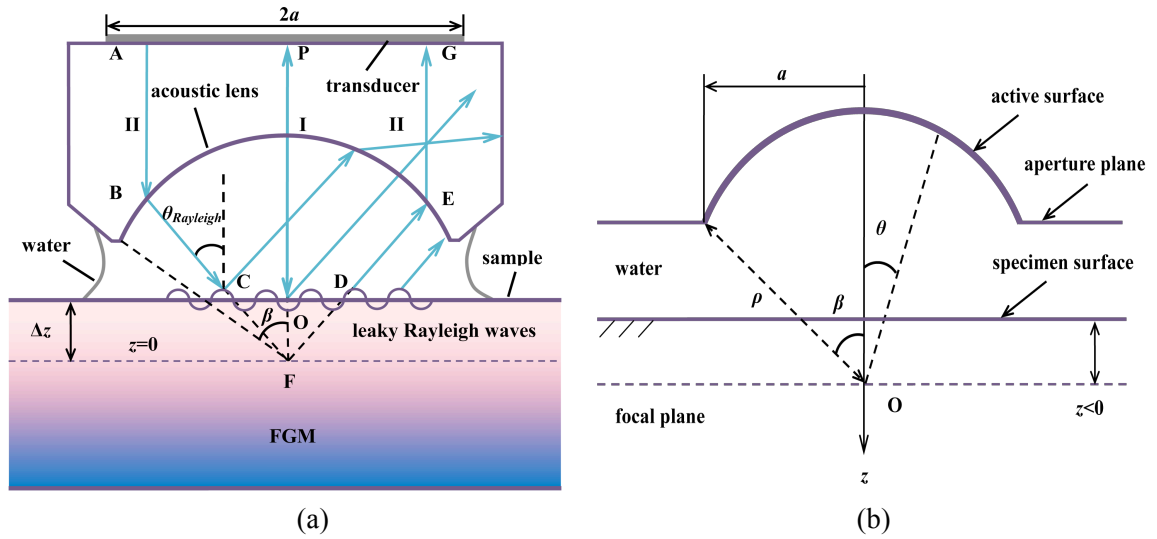 2a
A
P
G
transducer
acoustic lens
II
I
II
B
E
θRayleigh
water
C
D
sample
O
β
leaky Rayleigh waves
Δz
z=0
F
FGM
(a)
a
active surface
aperture plane
θ
water
specimen surface
ρ
β
O
z<0
focal plane
z
(b)